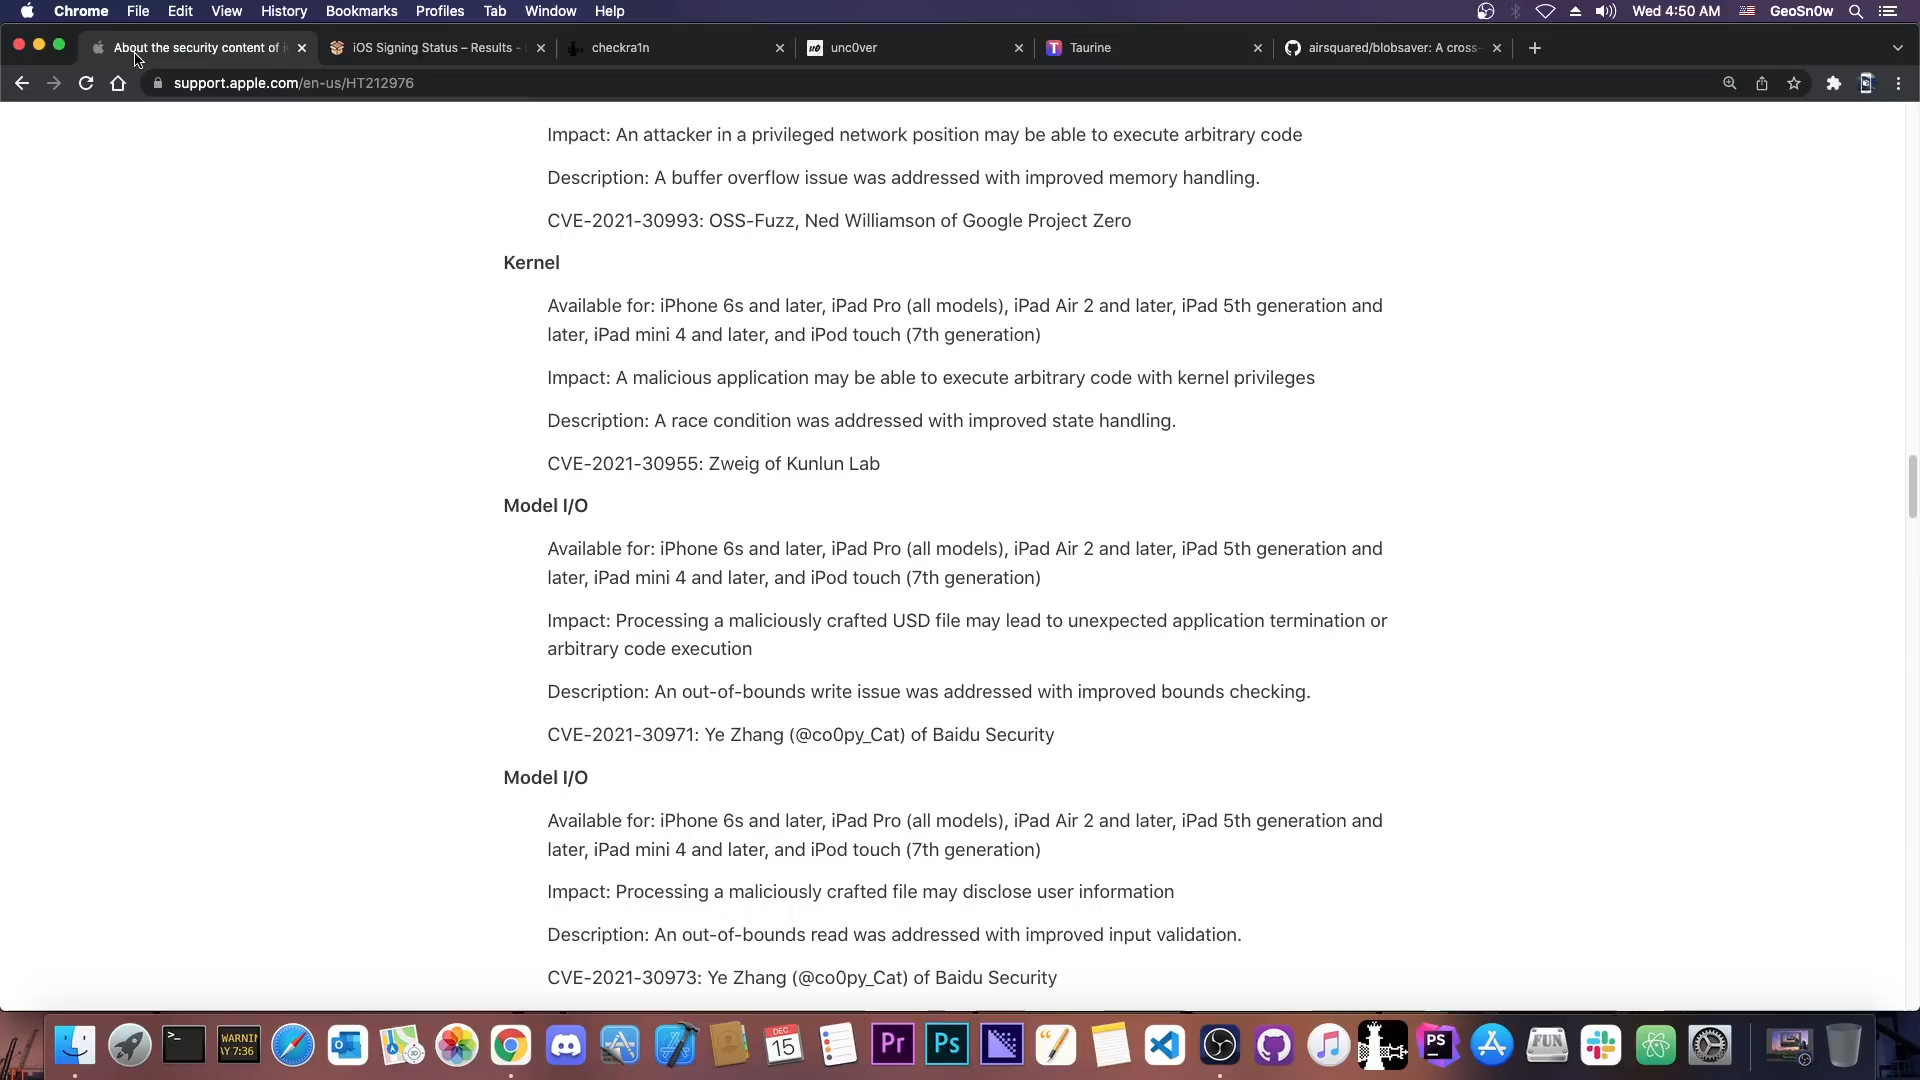 Chrome File Edit View History Bookmarks Profiles Tab Window Help Wed 4:50 AM GeoSn0w
About the security content of i iOS Signing Status – Results - checkra1n unc0ver Taurine airsquared/blobsaver: A cross-
support.apple.com/en-us/HT212976
Impact: An attacker in a privileged network position may be able to execute arbitrary code
Description: A buffer overflow issue was addressed with improved memory handling.
CVE-2021-30993: OSS-Fuzz, Ned Williamson of Google Project Zero
Kernel
Available for: iPhone 6s and later, iPad Pro (all models), iPad Air 2 and later, iPad 5th generation and
later, iPad mini 4 and later, and iPod touch (7th generation)
Impact: A malicious application may be able to execute arbitrary code with kernel privileges
Description: A race condition was addressed with improved state handling.
CVE-2021-30955: Zweig of Kunlun Lab
Model I/O
Available for: iPhone 6s and later, iPad Pro (all models), iPad Air 2 and later, iPad 5th generation and
later, iPad mini 4 and later, and iPod touch (7th generation)
Impact: Processing a maliciously crafted USD file may lead to unexpected application termination or
arbitrary code execution
Description: An out-of-bounds write issue was addressed with improved bounds checking.
CVE-2021-30971: Ye Zhang (@co0py_Cat) of Baidu Security
Model I/O
Available for: iPhone 6s and later, iPad Pro (all models), iPad Air 2 and later, iPad 5th generation and
later, iPad mini 4 and later, and iPod touch (7th generation)
Impact: Processing a maliciously crafted file may disclose user information
Description: An out-of-bounds read was addressed with improved input validation.
CVE-2021-30973: Ye Zhang (@co0py_Cat) of Baidu Security
WARNIN
AY 7:36
3D
DEC
15
Pr
Ps
PS
FUN